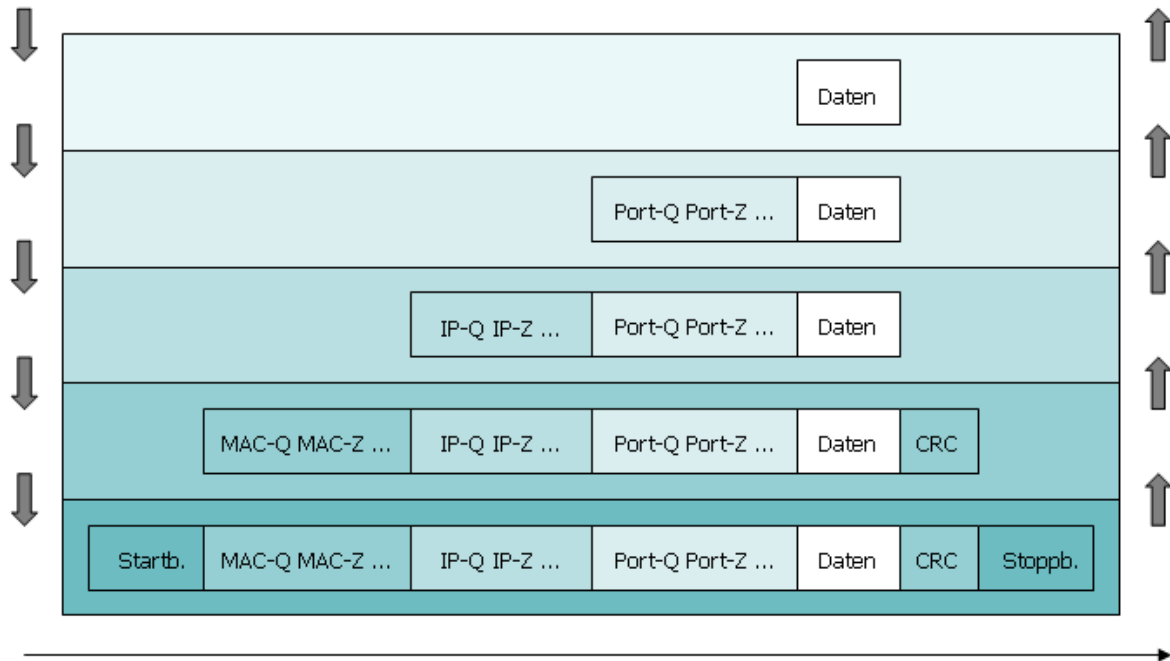 Daten
Port-Q Port-Z ... Daten
IP-Q IP-Z ... Port-Q Port-Z ... Daten
MAC-Q MAC-Z ... IP-Q IP-Z ... Port-Q Port-Z ... Daten CRC
Startb. MAC-Q MAC-Z ... IP-Q IP-Z ... Port-Q Port-Z ... Daten CRC Stoppb.